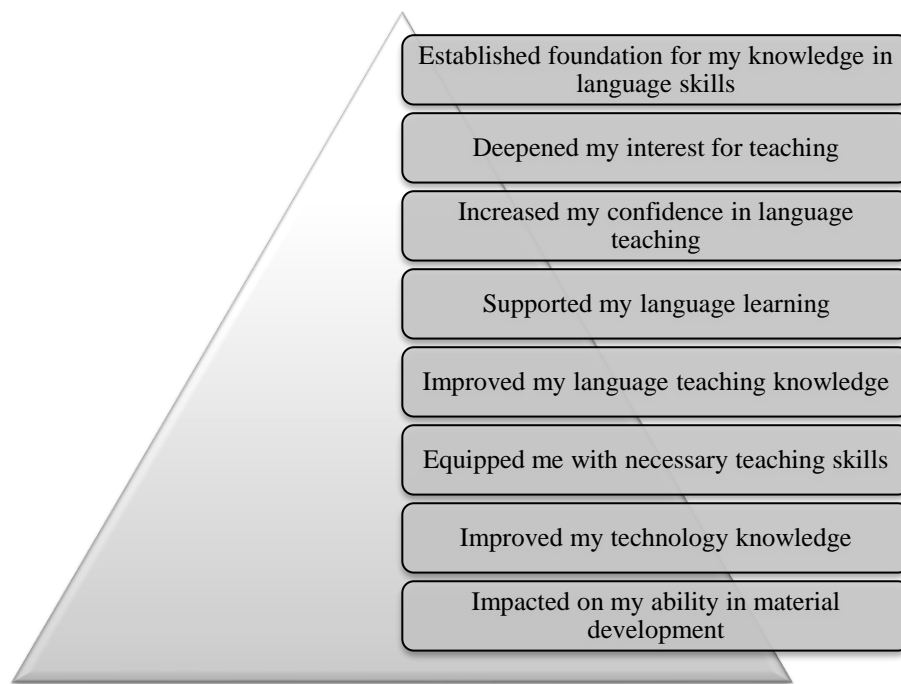 Established foundation for my knowledge in
language skills
Deepened my interest for teaching
Increased my confidence in language
teaching
Supported my language learning
Improved my language teaching knowledge
Equipped me with necessary teaching skills
Improved my technology knowledge
Impacted on my ability in material
development